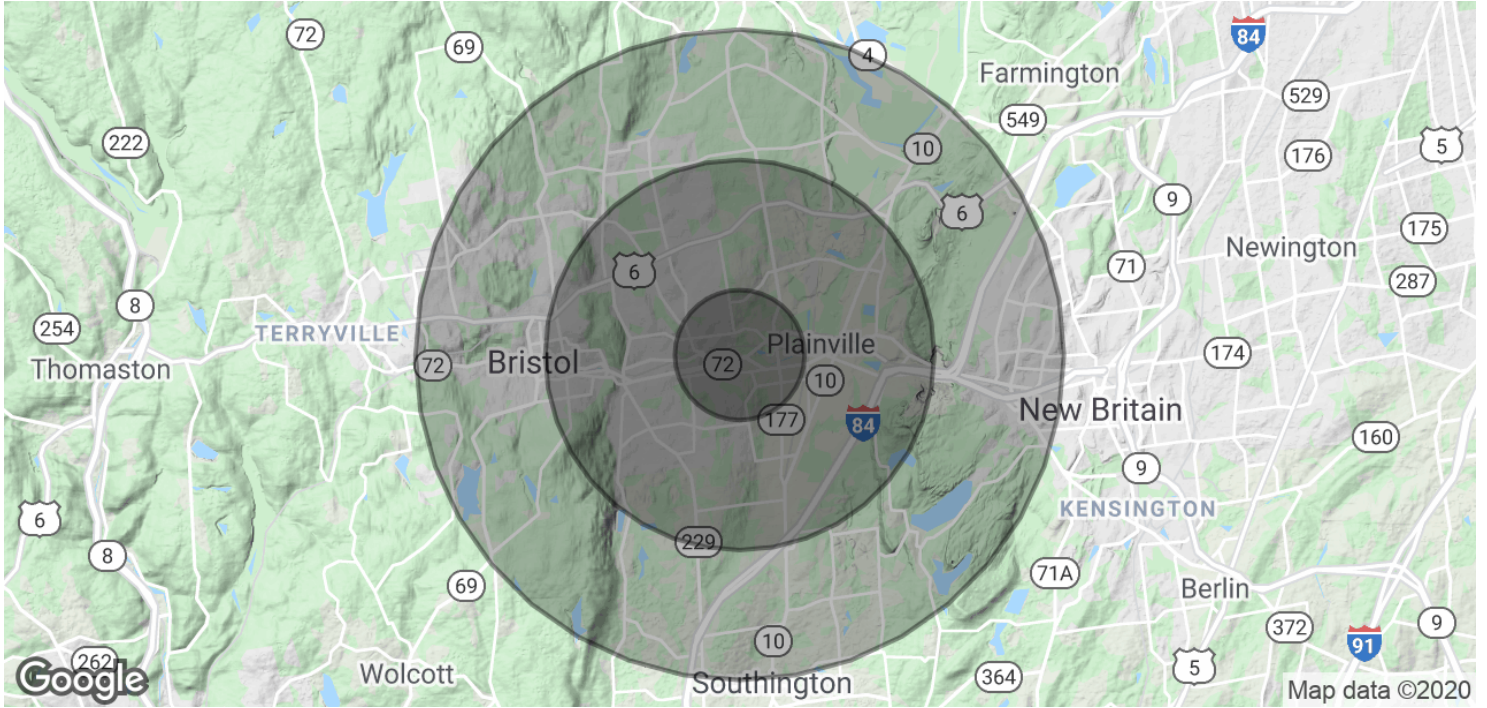 72
69
4
84
Farmington
529
549
222
10
176
5
9
6
175
Newington
71
6
287
8
254
TERRYVILLE
Plainville
174
Thomaston
72
Bristol
72
10
New Britain
177
84
160
9
KENSINGTON
6
229
8
69
71A
Berlin
10
372
9
91
262
Wolcott
Southington
364
5
Google
Map data ©2020